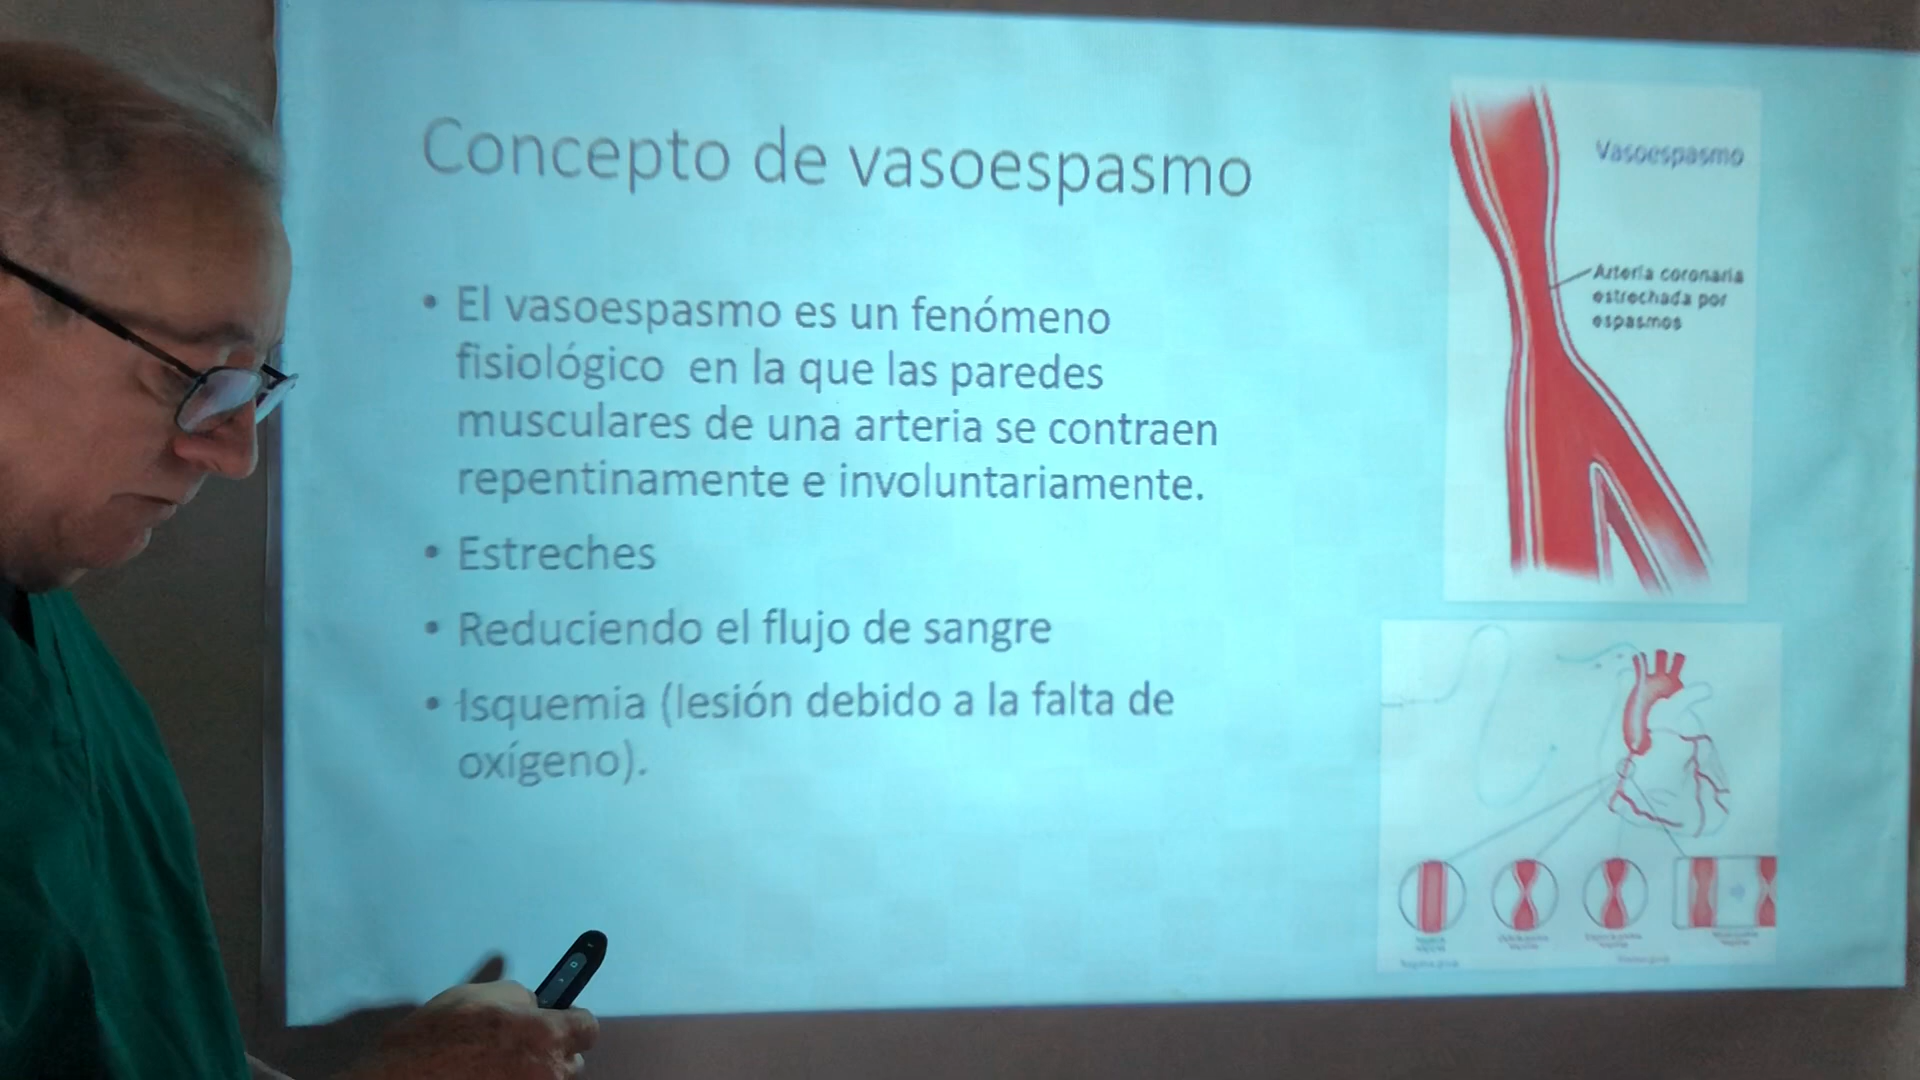 Concepto de vasoespasmo
• El vasoespasmo es un fenómeno
fisiológico en la que las paredes
musculares de una arteria se contraen
repentinamente e involuntariamente.
• Estreches
• Reduciendo el flujo de sangre
• Isquemia (lesión debido a la falta de
oxígeno).
Vasoespasmo
Arteria coronaria
estrechada por
espasmos